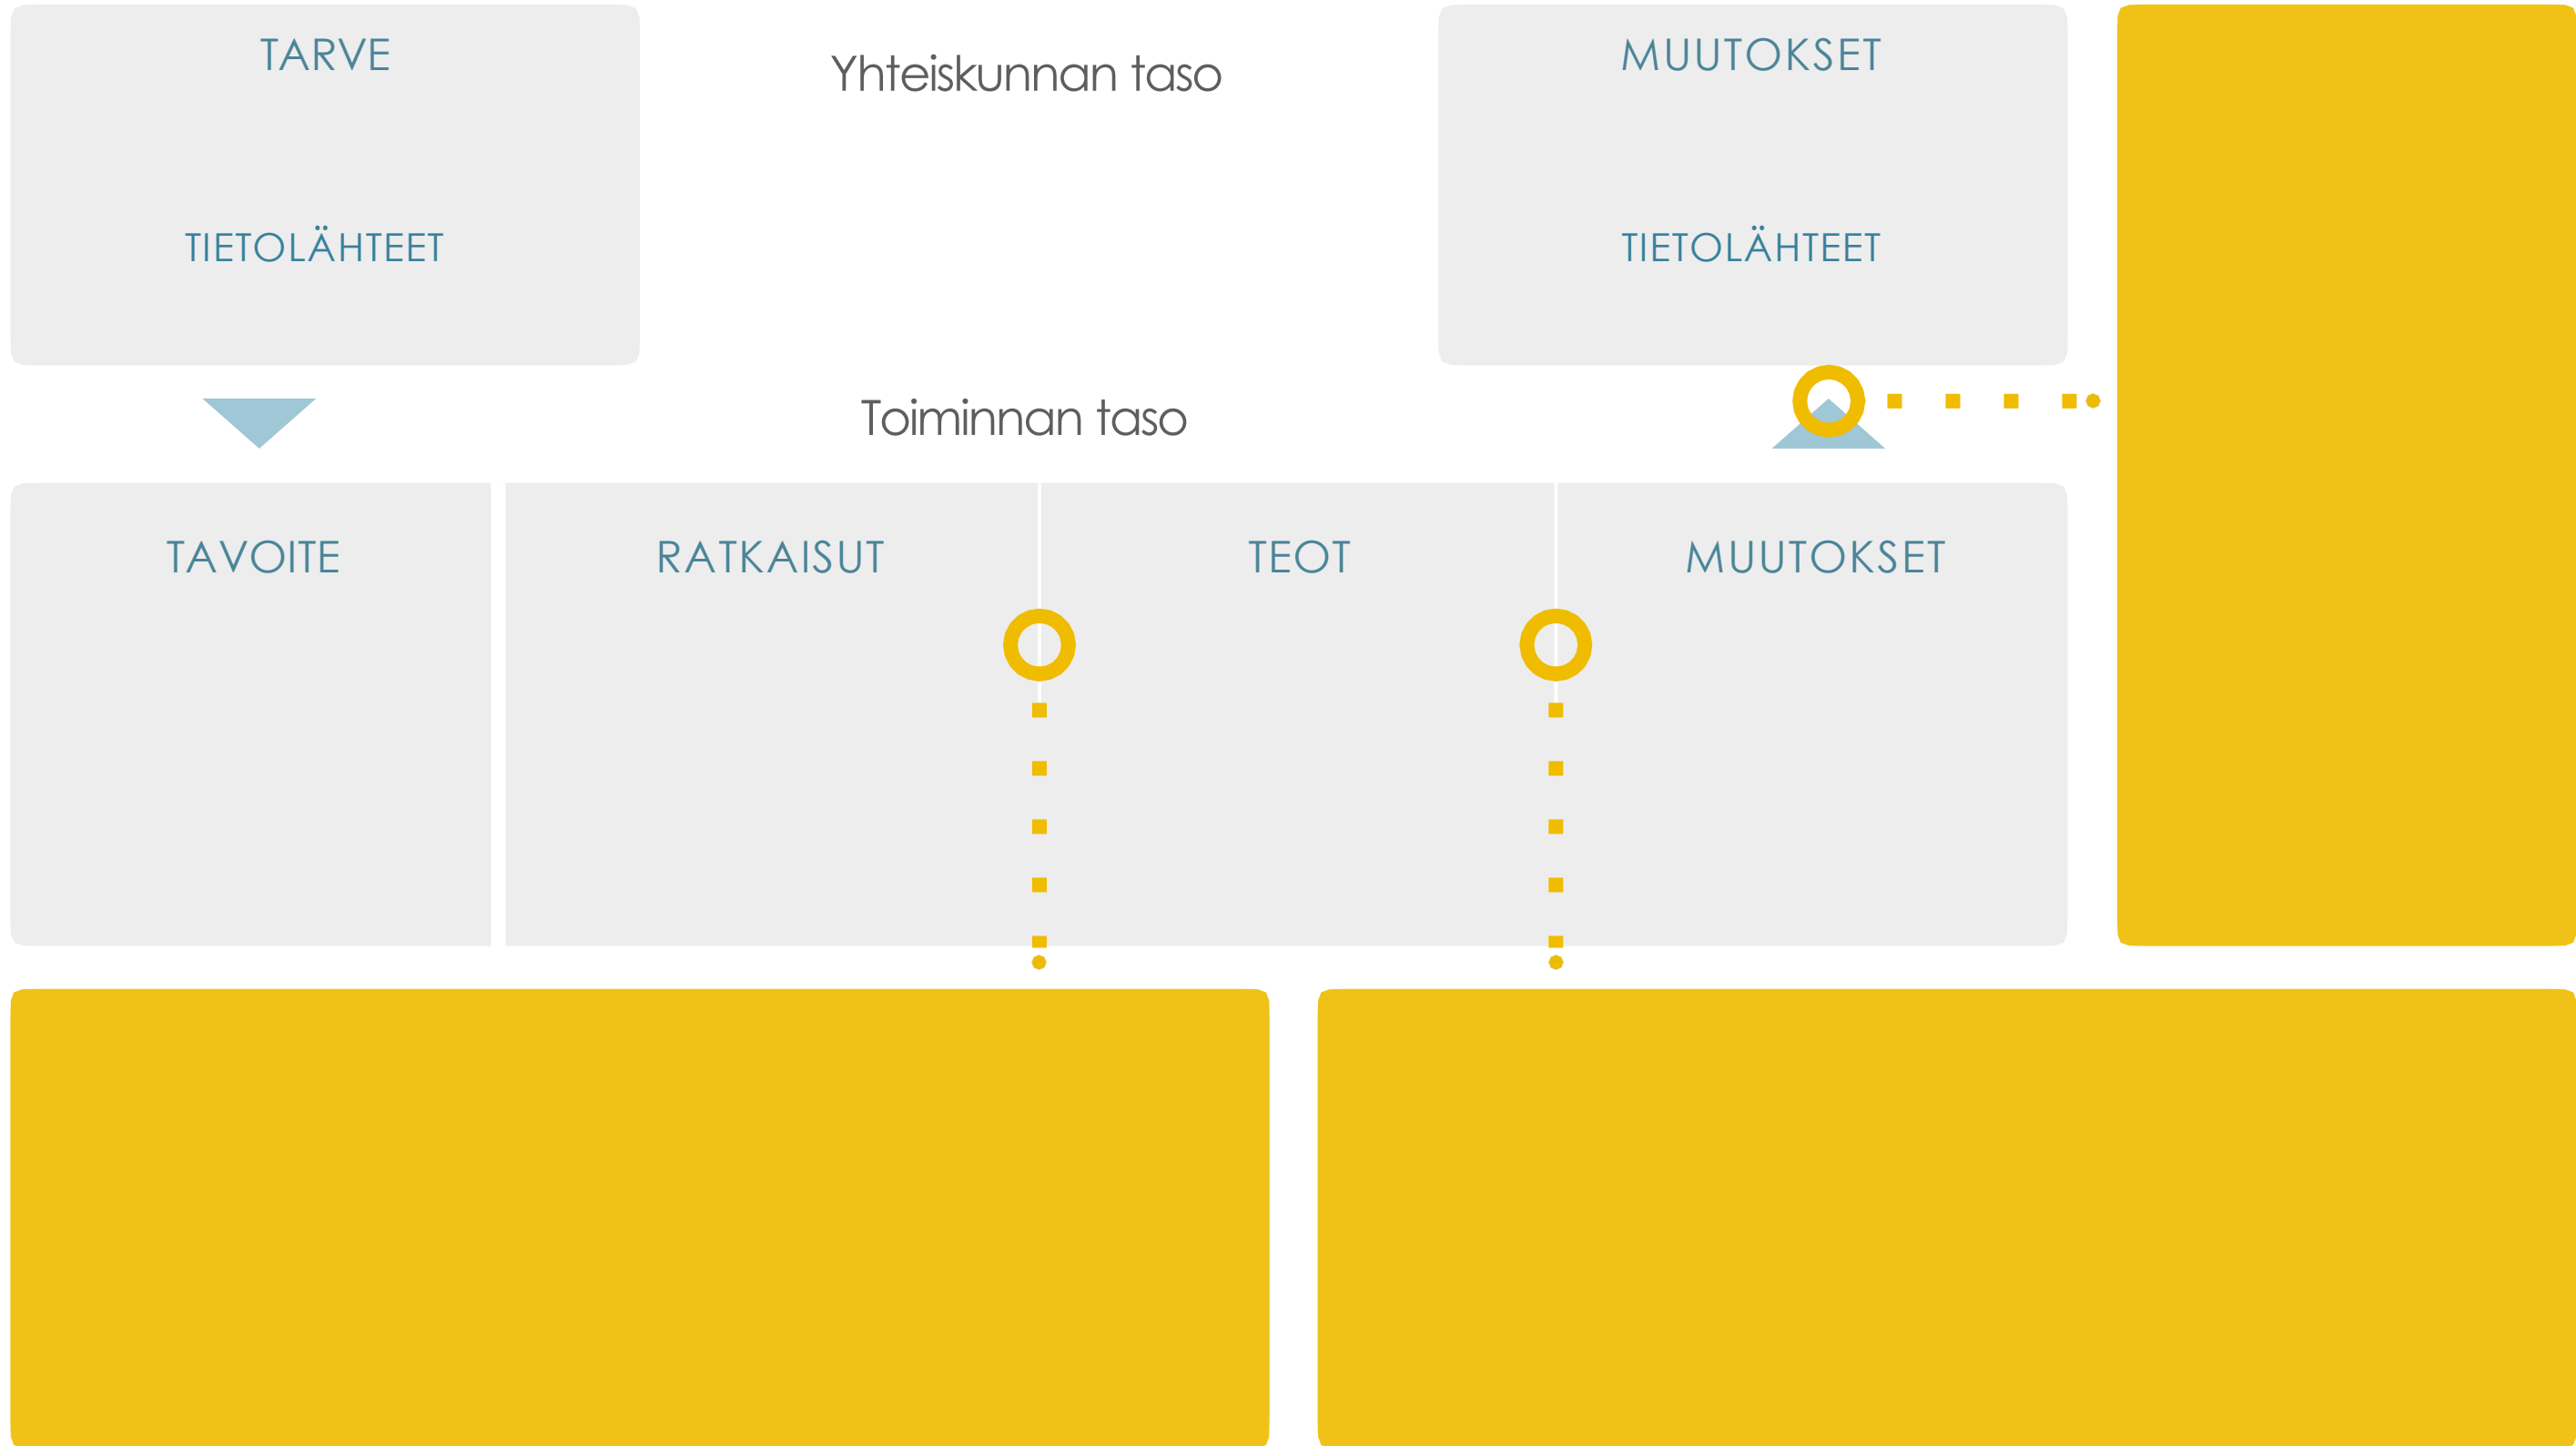 TARVE
TIETOLÄHTEET
Yhteiskunnan taso
MUUTOKSET
TIETOLÄHTEET
Toiminnan taso
TAVOITE
RATKAISUT
TEOT
MUUTOKSET